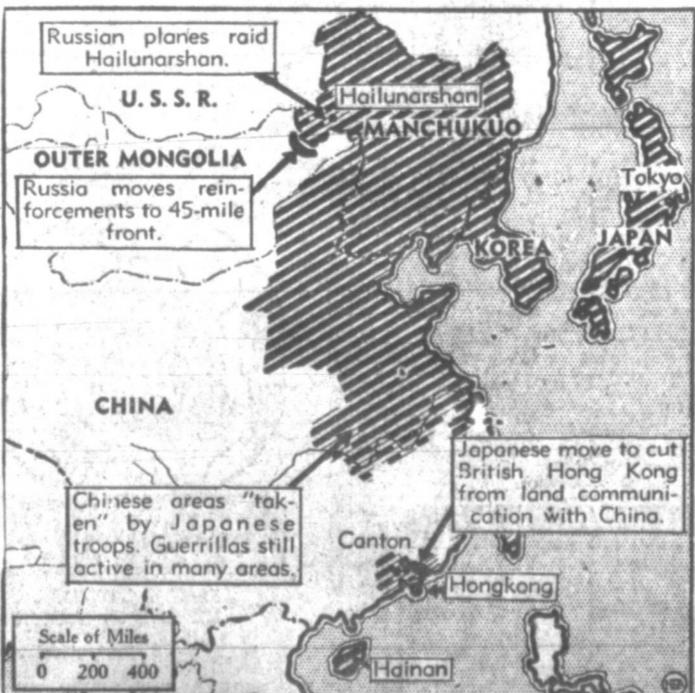 Russian planes raid
Hailunarshan.
U. S. S. R.
Hailunarshan
MANCHUKUO
OUTER MONGOLIA
Russia moves rein-
forcements to 45-mile
front.
Tokyo
KOREA
JAPAN
CHINA
Japanese move to cut
British Hong Kong
from land communi-
cation with China.
Chinese areas "tak-
en" by Japanese
troops. Guerrillas still
active in many areas.
Canton
Hongkong
Scale of Miles
0 200 400
Hainan